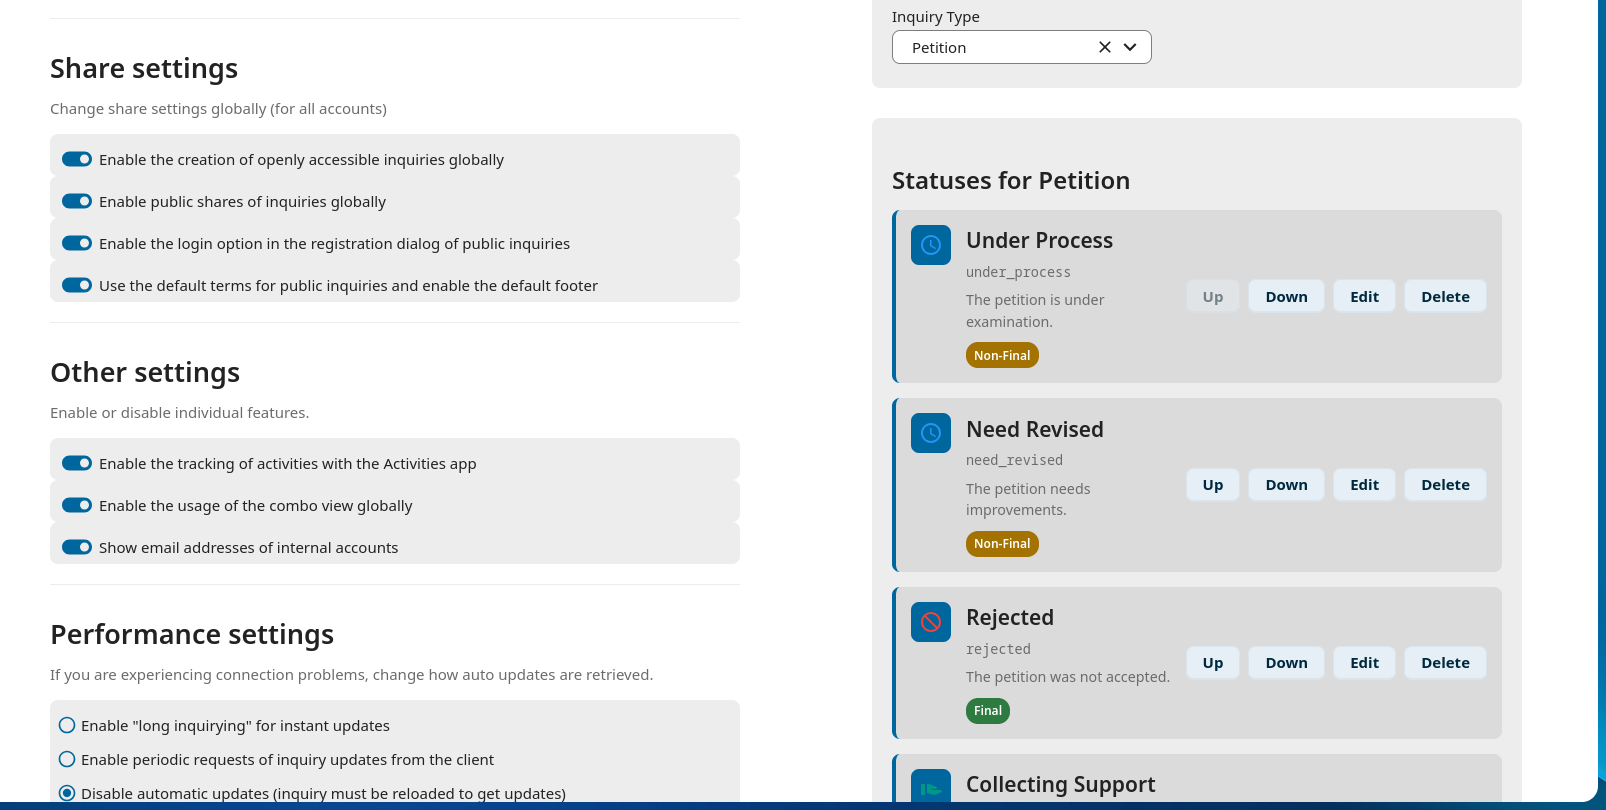 Share settings
Change share settings globally (for all accounts)
Enable the creation of openly accessible inquiries globally
Enable public shares of inquiries globally
Enable the login option in the registration dialog of public inquiries
Use the default terms for public inquiries and enable the default footer
Other settings
Enable or disable individual features.
Enable the tracking of activities with the Activities app
Enable the usage of the combo view globally
Show email addresses of internal accounts
Performance settings
If you are experiencing connection problems, change how auto updates are retrieved.
Enable "long inquirying" for instant updates
Enable periodic requests of inquiry updates from the client
Disable automatic updates (inquiry must be reloaded to get updates)
Inquiry Type
Petition
Statuses for Petition
Under Process
under_process
The petition is under
examination.
Non-Final
Up Down Edit Delete
Need Revised
need_revised
The petition needs
improvements.
Non-Final
Up Down Edit Delete
Rejected
rejected
The petition was not accepted.
Final
Up Down Edit Delete
Collecting Support